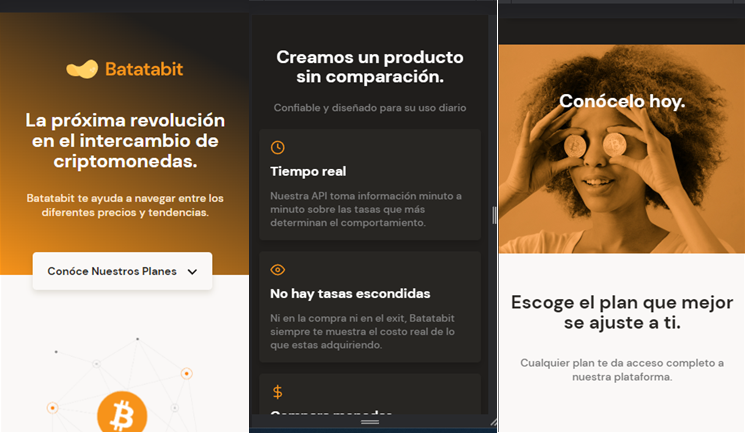 Batatabit
La próxima revolución
en el intercambio de
criptomonedas.
Batatabit te ayuda a navegar entre los
diferentes precios y tendencias.
Conóce Nuestros Planes
Creamos un producto
sin comparación.
Confiable y diseñado para su uso diario
Tiempo real
Nuestra API toma información minuto a
minuto sobre las tasas que más
determinan el comportamiento.
No hay tasas escondidas
Ni en la compra ni en el exit, Batatabit
siempre te muestra el costo real de lo
que estas adquiriendo.
Compara monedas
Conócelo hoy.
Escoge el plan que mejor
se ajuste a ti.
Cualquier plan te da acceso completo a
nuestra plataforma.